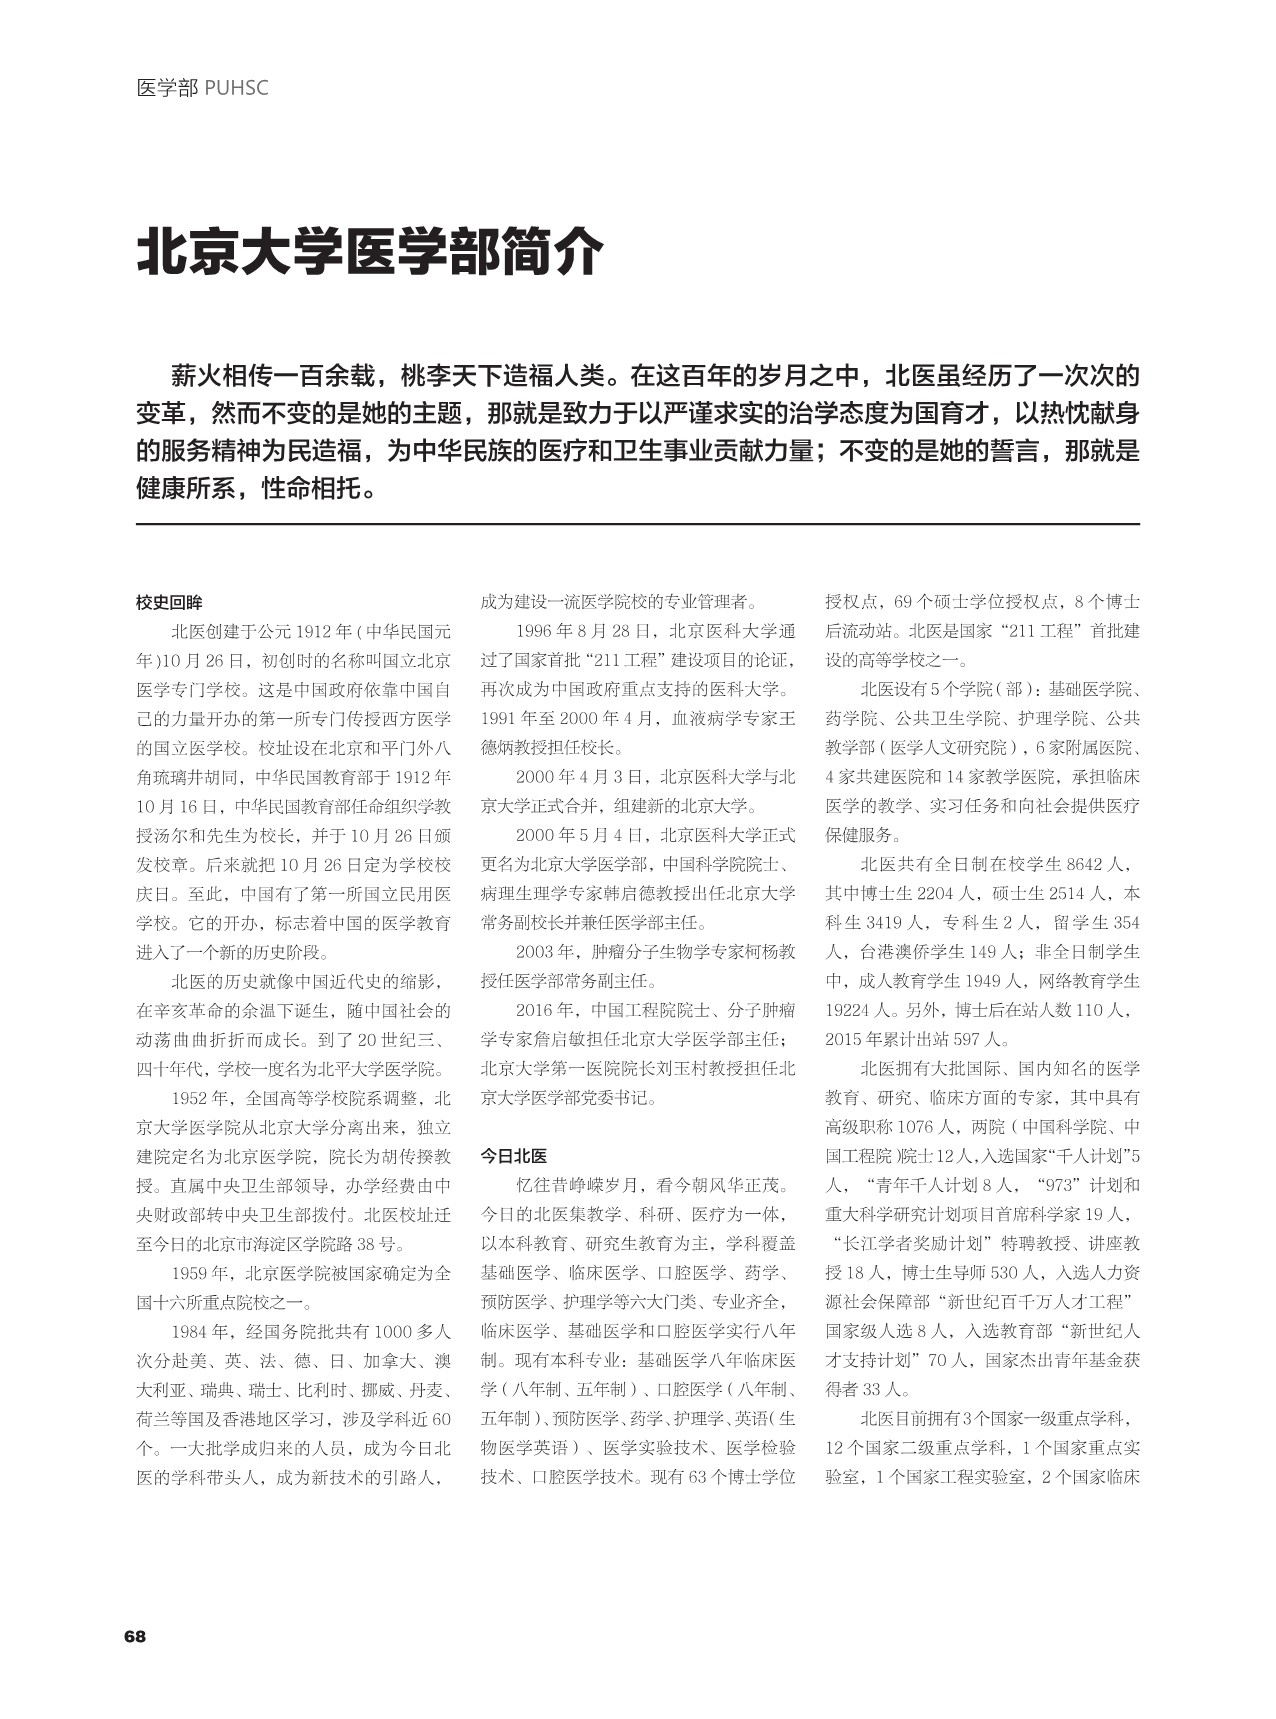 医学部 PUHSC
北京大学医学部简介
薪火相传一百余载，桃李天下造福人类。在这百年的岁月之中，北医虽经历了一次次的
变革，然而不变的是她的主题，那就是致力于以严谨求实的治学态度为国育才，以热忱献身
的服务精神为民造福，为中华民族的医疗和卫生事业贡献力量；不变的是她的誓言，那就是
健康所系，性命相托。
校史回眸
北医创建于公元 1912 年 ( 中华民国元
年 )10 月 26 日，初创时的名称叫国立北京
医学专门学校。这是中国政府依靠中国自
己的力量开办的第一所专门传授西方医学
的国立医学校。校址设在北京和平门外八
角琉璃井胡同，中华民国教育部于 1912 年
10 月 16 日，中华民国教育部任命组织学教
授汤尔和先生为校长，并于 10 月 26 日颁
发校章。后来就把 10 月 26 日定为学校校
庆日。至此，中国有了第一所国立民用医
学校。它的开办，标志着中国的医学教育
进入了一个新的历史阶段。
北医的历史就像中国近代史的缩影，
在辛亥革命的余温下诞生，随中国社会的
动荡曲曲折折而成长。到了 20 世纪三、
四十年代，学校一度名为北平大学医学院。
1952 年，全国高等学校院系调整，北
京大学医学院从北京大学分离出来，独立
建院定名为北京医学院，院长为胡传揆教
授。直属中央卫生部领导，办学经费由中
央财政部转中央卫生部拨付。北医校址迁
至今日的北京市海淀区学院路 38 号。
1959 年，北京医学院被国家确定为全
国十六所重点院校之一。
1984 年，经国务院批共有 1000 多人
次分赴美、英、法、德、日、加拿大、澳
大利亚、瑞典、瑞士、比利时、挪威、丹麦、
荷兰等国及香港地区学习，涉及学科近 60
个。一大批学成归来的人员，成为今日北
医的学科带头人，成为新技术的引路人，
成为建设一流医学院校的专业管理者。
1996 年 8 月 28 日，北京医科大学通
过了国家首批“211 工程”建设项目的论证，
再次成为中国政府重点支持的医科大学。
1991 年至 2000 年 4 月，血液病学专家王
德炳教授担任校长。
2000 年 4 月 3 日，北京医科大学与北
京大学正式合并，组建新的北京大学。
2000 年 5 月 4 日，北京医科大学正式
更名为北京大学医学部，中国科学院院士、
病理生理学专家韩启德教授出任北京大学
常务副校长并兼任医学部主任。
2003 年，肿瘤分子生物学专家柯杨教
授任医学部常务副主任。
2016 年，中国工程院院士、分子肿瘤
学专家詹启敏担任北京大学医学部主任；
北京大学第一医院院长刘玉村教授担任北
京大学医学部党委书记。
今日北医
忆往昔峥嵘岁月，看今朝风华正茂。
今日的北医集教学、科研、医疗为一体，
以本科教育、研究生教育为主，学科覆盖
基础医学、临床医学、口腔医学、药学、
预防医学、护理学等六大门类、专业齐全，
临床医学、基础医学和口腔医学实行八年
制。现有本科专业：基础医学八年临床医
学 ( 八年制、五年制 ) 、口腔医学 ( 八年制、
五年制 )、预防医学、药学、护理学、英语( 生
物医学英语 ) 、医学实验技术、医学检验
技术、口腔医学技术。现有 63 个博士学位
授权点，69 个硕士学位授权点，8 个博士
后流动站。北医是国家“211 工程”首批建
设的高等学校之一。
北医设有 5 个学院 ( 部 )：基础医学院、
药学院、公共卫生学院、护理学院、公共
教学部 ( 医学人文研究院 )，6 家附属医院、
4 家共建医院和 14 家教学医院，承担临床
医学的教学、实习任务和向社会提供医疗
保健服务。
北医共有全日制在校学生 8642 人，
其中博士生 2204 人，硕士生 2514 人，本
科生 3419 人，专科生 2 人，留学生 354
人，台港澳侨学生 149 人；非全日制学生
中，成人教育学生 1949 人，网络教育学生
19224 人。另外，博士后在站人数 110 人，
2015 年累计出站 597 人。
北医拥有大批国际、国内知名的医学
教育、研究、临床方面的专家，其中具有
高级职称 1076 人，两院 ( 中国科学院、中
国工程院 )院士 12 人，入选国家“千人计划”5
人，“青年千人计划 8 人，“973”计划和
重大科学研究计划项目首席科学家 19 人，
“长江学者奖励计划”特聘教授、讲座教
授 18 人，博士生导师 530 人，入选人力资
源社会保障部“新世纪百千万人才工程”
国家级人选 8 人，入选教育部“新世纪人
才支持计划”70 人，国家杰出青年基金获
得者 33 人。
北医目前拥有 3 个国家一级重点学科，
12 个国家二级重点学科，1 个国家重点实
验室，1 个国家工程实验室，2 个国家临床
68